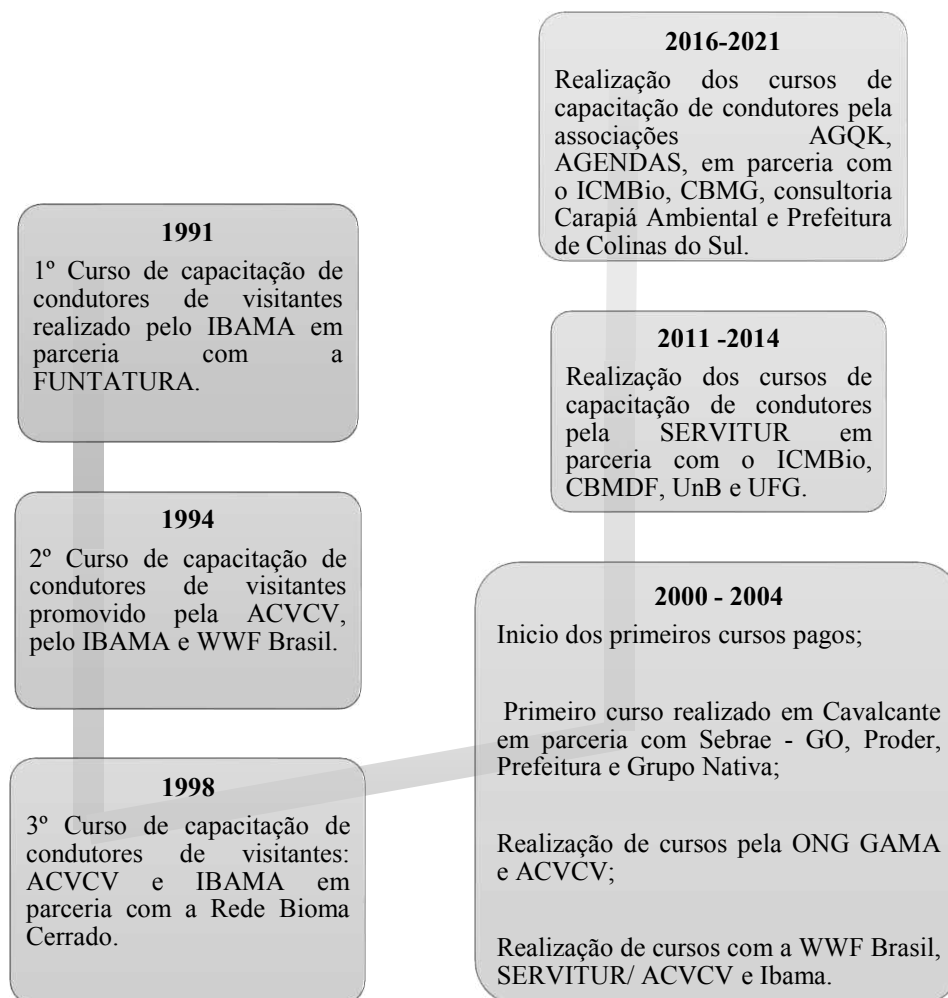 1991
1º Curso de capacitação de
condutores de visitantes
realizado pelo IBAMA em
parceria com a
FUNTATURA.
1994
2º Curso de capacitação de
condutores de visitantes
promovido pela ACVCV,
pelo IBAMA e WWF Brasil.
1998
3º Curso de capacitação de
condutores de visitantes:
ACVCV e IBAMA em
parceria com a Rede Bioma
Cerrado.
2000 - 2004
Inicio dos primeiros cursos pagos;
Primeiro curso realizado em Cavalcante
em parceria com Sebrae - GO, Proder,
Prefeitura e Grupo Nativa;
Realização de cursos pela ONG GAMA
e ACVCV;
Realização de cursos com a WWF Brasil,
SERVITUR/ ACVCV e Ibama.
2011 -2014
Realização dos cursos de
capacitação de condutores
pela SERVITUR em
parceria com o ICMBio,
CBMDF, UnB e UFG.
2016-2021
Realização dos cursos de
capacitação de condutores pela
associações AGQK,
AGENDAS, em parceria com
o ICMBio, CBMG, consultoria
Carapiá Ambiental e Prefeitura
de Colinas do Sul.